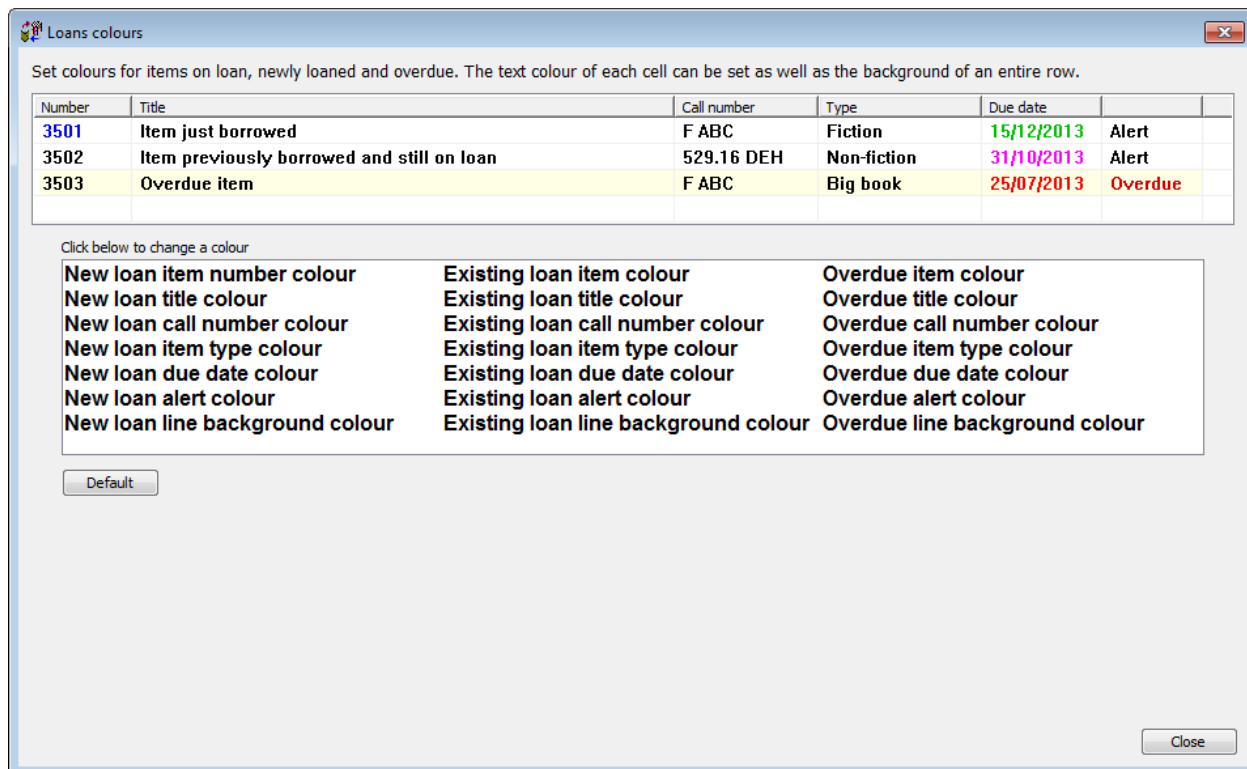 Loans colours
Set colours for items on loan, newly loaned and overdue. The text colour of each cell can be set as well as the background of an entire row.
Number Title Call number Type Due date
3501 Item just borrowed F ABC Fiction 15/12/2013 Alert
3502 Item previously borrowed and still on loan 529.16 DEH Non-fiction 31/10/2013 Alert
3503 Overdue item F ABC Big book 25/07/2013 Overdue
Click below to change a colour
New loan item number colour Existing loan item colour Overdue item colour
New loan title colour Existing loan title colour Overdue title colour
New loan call number colour Existing loan call number colour Overdue call number colour
New loan item type colour Existing loan item type colour Overdue item type colour
New loan due date colour Existing loan due date colour Overdue due date colour
New loan alert colour Existing loan alert colour Overdue alert colour
New loan line background colour Existing loan line background colour Overdue line background colour
Default
Close